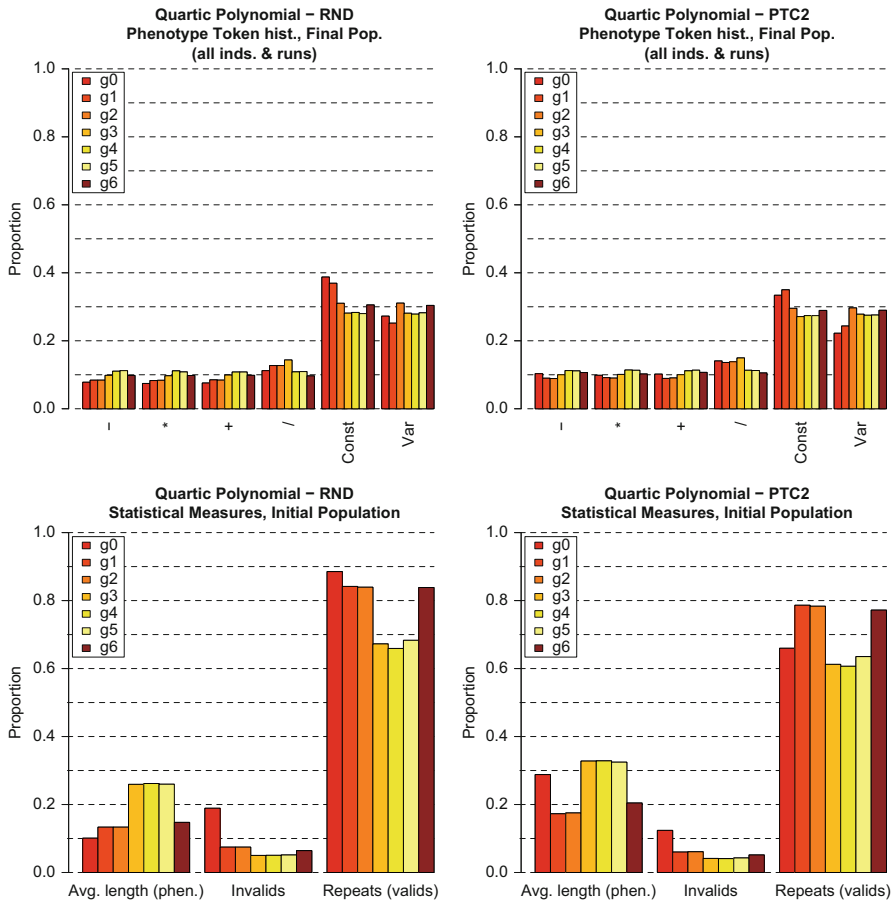 Quartic Polynomial − RND
Phenotype Token hist., Final Pop.
(all inds. & runs)
Proportion
1.0
0.8
0.6
0.4
0.2
0.0
g0
g1
g2
g3
g4
g5
g6
−
*
+
/
Const
Var
Quartic Polynomial − PTC2
Phenotype Token hist., Final Pop.
(all inds. & runs)
Proportion
1.0
0.8
0.6
0.4
0.2
0.0
g0
g1
g2
g3
g4
g5
g6
−
*
+
/
Const
Var
Quartic Polynomial − RND
Statistical Measures, Initial Population
Proportion
1.0
0.8
0.6
0.4
0.2
0.0
g0
g1
g2
g3
g4
g5
g6
Avg. length (phen.)
Invalids
Repeats (valids)
Quartic Polynomial − PTC2
Statistical Measures, Initial Population
Proportion
1.0
0.8
0.6
0.4
0.2
0.0
g0
g1
g2
g3
g4
g5
g6
Avg. length (phen.)
Invalids
Repeats (valids)